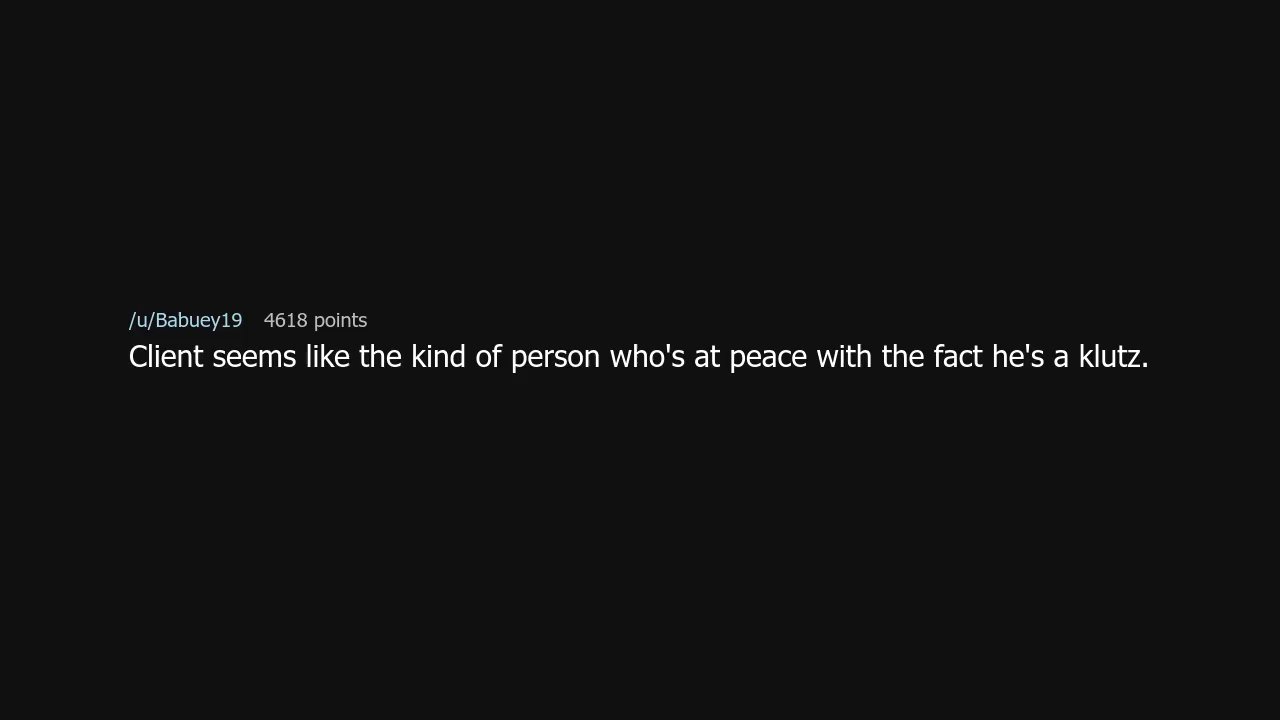 /u/Babuey19 4618 points
Client seems like the kind of person who's at peace with the fact he's a klutz.